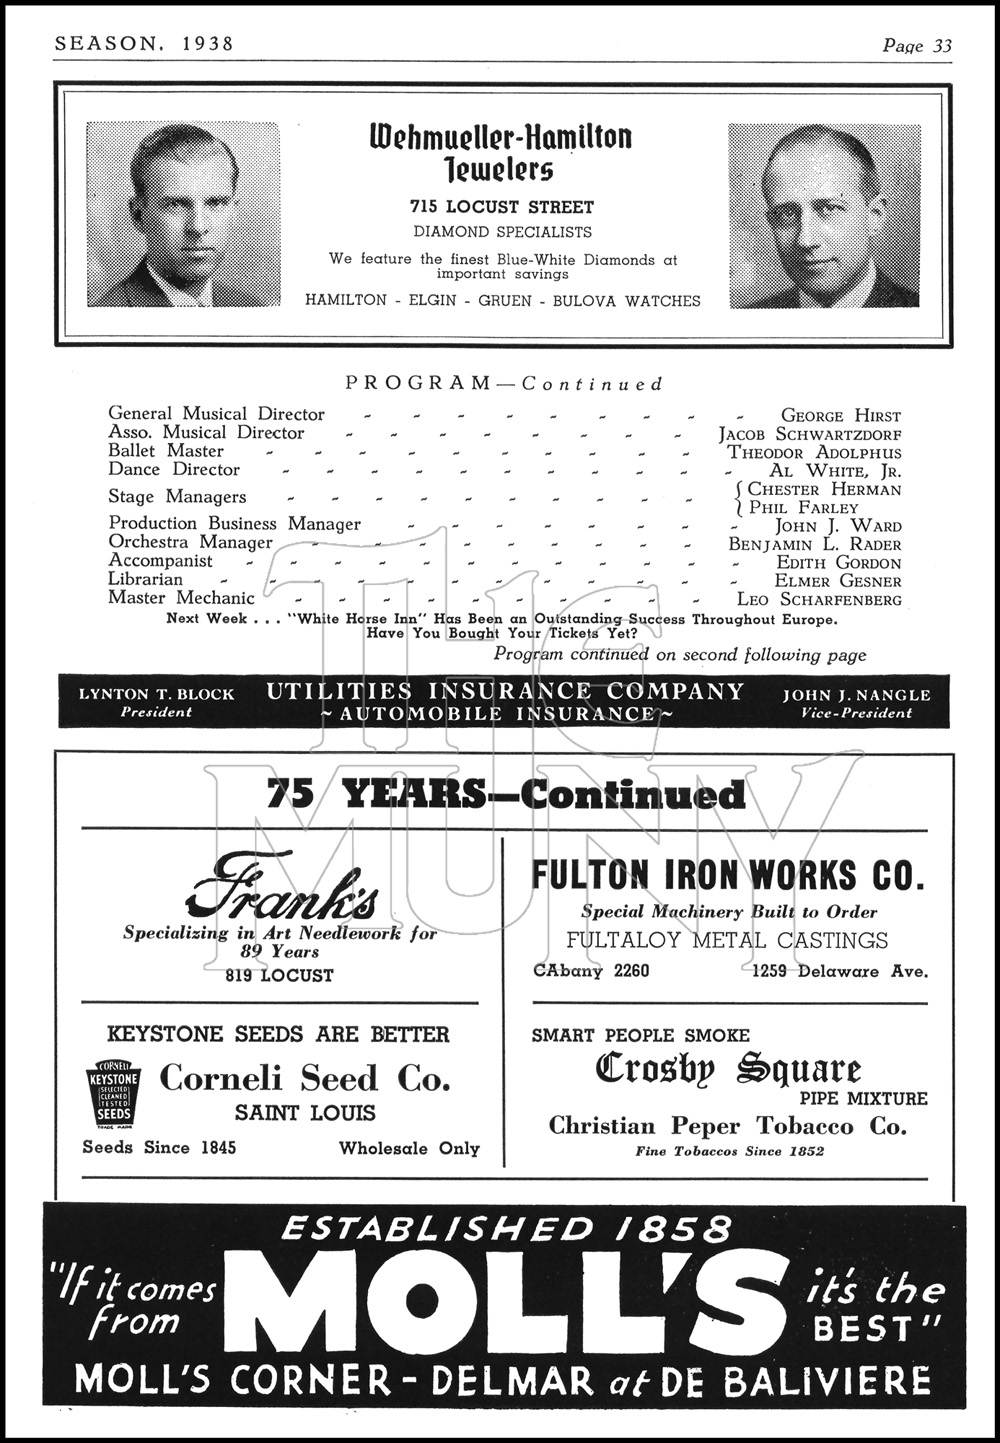 SEASON, 1938
Page 33
Wehmueller-Hamilton
Jewelers
715 LOCUST STREET
DIAMOND SPECIALISTS
We feature the finest Blue-White Diamonds at
important savings
HAMILTON - ELGIN - GRUEN - BULOVA WATCHES
PROGRAM—Continued
General Musical Director - - - - - - - - - GEORGE HIRST
Asso. Musical Director - - - - - - - - JACOB SCHWARTZDORF
Ballet Master - - - - - - - - - - THEODOR ADOLPHUS
Dance Director - - - - - - - - - - - AL WHITE, JR.
Stage Managers - - - - - - - - - - { CHESTER HERMAN
PHIL FARLEY
Production Business Manager - - - - - - - - JOHN J. WARD
Orchestra Manager - - - - - - - - - BENJAMIN L. RADER
Accompanist - - - - - - - - - - - - EDITH GORDON
Librarian - - - - - - - - - - - - - ELMER GESNER
Master Mechanic - - - - - - - - - - LEO SCHARFENBERG
Next Week . . . "White Horse Inn" Has Been an Outstanding Success Throughout Europe.
Have You Bought Your Tickets Yet?
Program continued on second following page
LYNTON T. BLOCK
President
UTILITIES INSURANCE COMPANY
~ AUTOMOBILE INSURANCE ~
JOHN J. NANGLE
Vice-President
THE
MUNY
75 YEARS—Continued
Frank's
Specializing in Art Needlework for
89 Years
819 LOCUST
FULTON IRON WORKS CO.
Special Machinery Built to Order
FULTALOY METAL CASTINGS
CAbany 2260 1259 Delaware Ave.
KEYSTONE SEEDS ARE BETTER
CORNELI
KEYSTONE
SELECTED
CLEANED
TESTED
SEEDS
TRADE MARK
Corneli Seed Co.
SAINT LOUIS
Seeds Since 1845 Wholesale Only
SMART PEOPLE SMOKE
Crosby Square
PIPE MIXTURE
Christian Peper Tobacco Co.
Fine Tobaccos Since 1852
ESTABLISHED 1858
"If it comes
from
MOLL'S
it's the
BEST"
MOLL'S CORNER - DELMAR at DE BALIVIERE